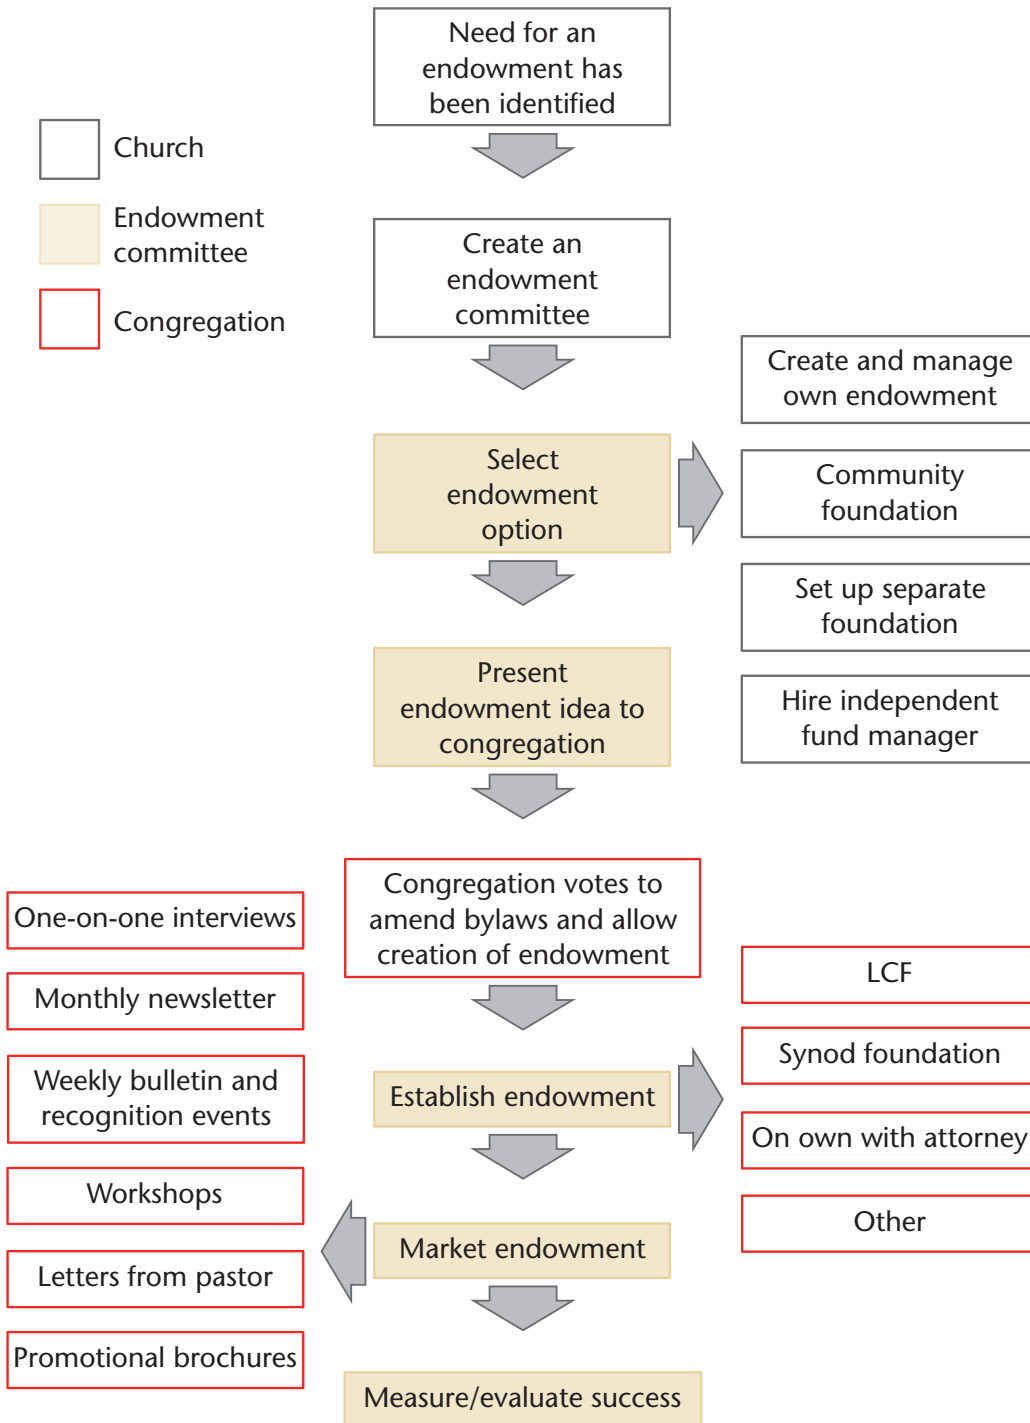 Need for an
endowment has
been identified
Church
Endowment
committee
Congregation
Create an
endowment
committee
Select
endowment
option
Create and manage
own endowment
Community
foundation
Set up separate
foundation
Hire independent
fund manager
Present
endowment idea to
congregation
Congregation votes to
amend bylaws and allow
creation of endowment
Establish endowment
LCF
Synod foundation
On own with attorney
Other
Market endowment
One-on-one interviews
Monthly newsletter
Weekly bulletin and
recognition events
Workshops
Letters from pastor
Promotional brochures
Measure/evaluate success